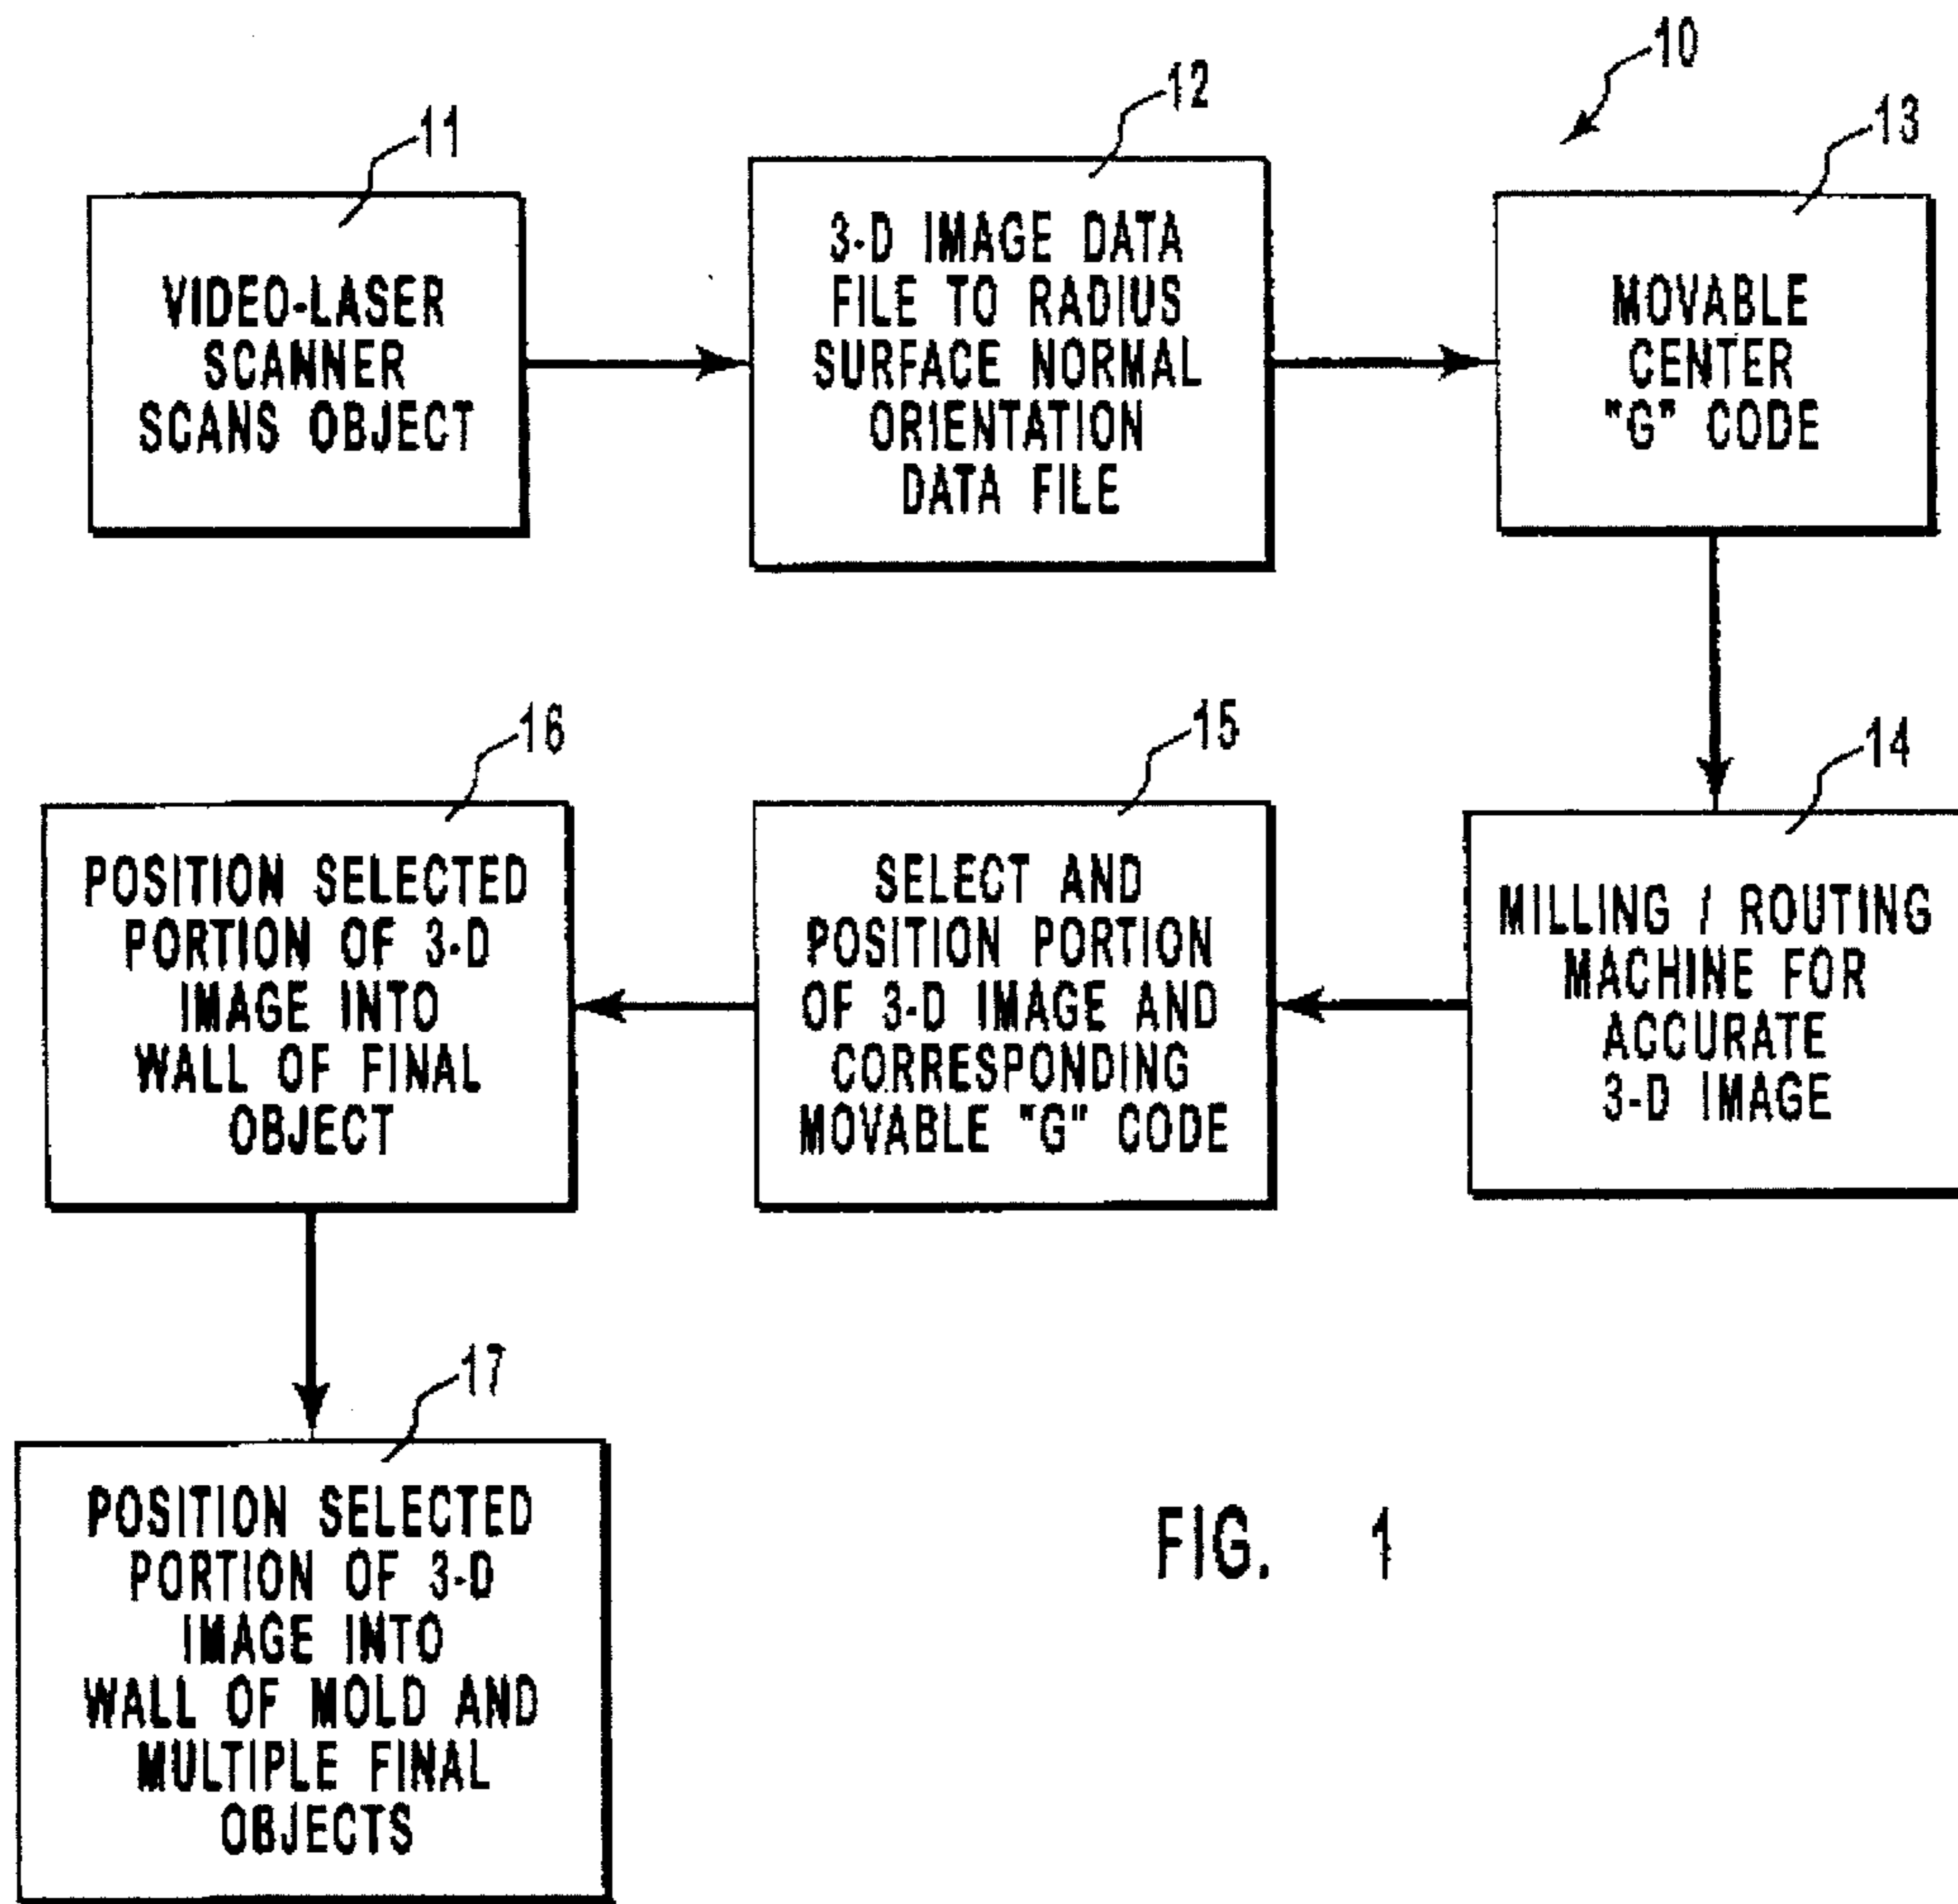 10
11
VIDEO-LASER
SCANNER
SCANS OBJECT
12
3-D IMAGE DATA
FILE TO RADIUS
SURFACE NORMAL
ORIENTATION
DATA FILE
13
MOVABLE
CENTER
"G" CODE
14
MILLING / ROUTING
MACHINE FOR
ACCURATE
3-D IMAGE
15
SELECT AND
POSITION PORTION
OF 3-D IMAGE AND
CORRESPONDING
MOVABLE "G" CODE
16
POSITION SELECTED
PORTION OF 3-D
IMAGE INTO
WALL OF FINAL
OBJECT
17
POSITION SELECTED
PORTION OF 3-D
IMAGE INTO
WALL OF MOLD AND
MULTIPLE FINAL
OBJECTS
FIG. 1